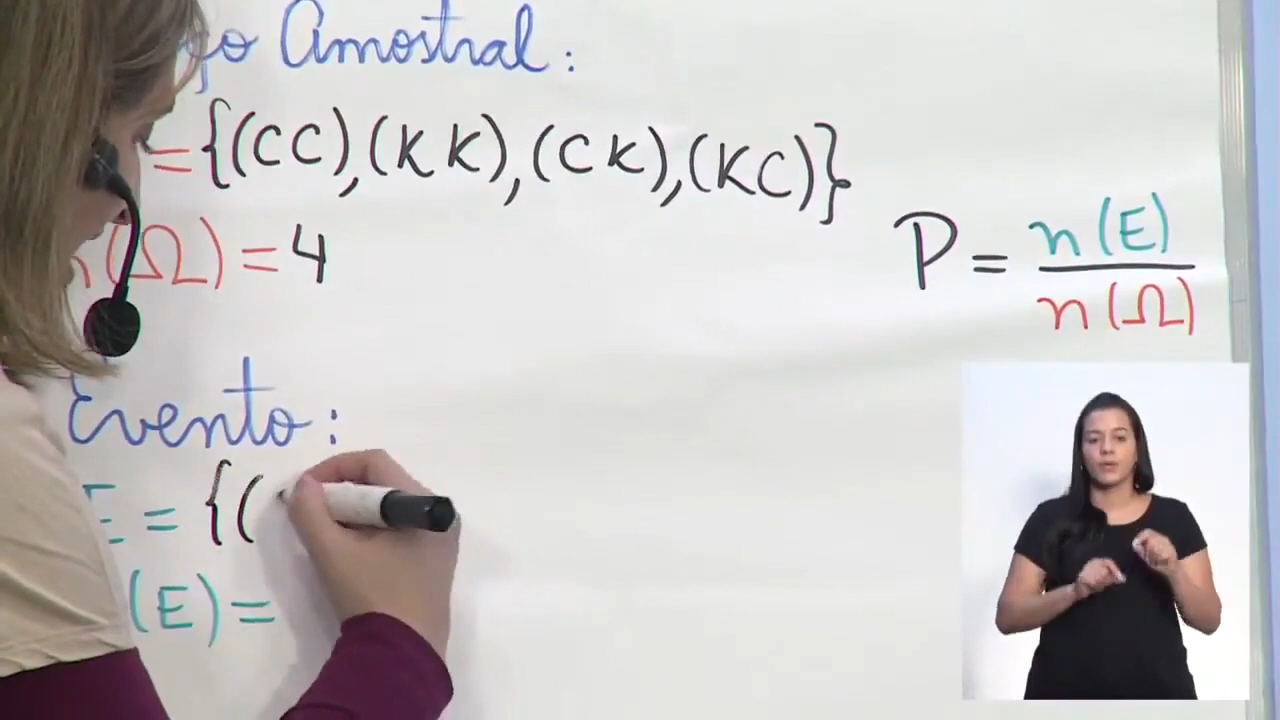 Amostral:
= {(CC), (KK), (CK), (KC)}
(Ω) = 4
P = n(E) / n(Ω)
Evento:
E = {(
(E) =